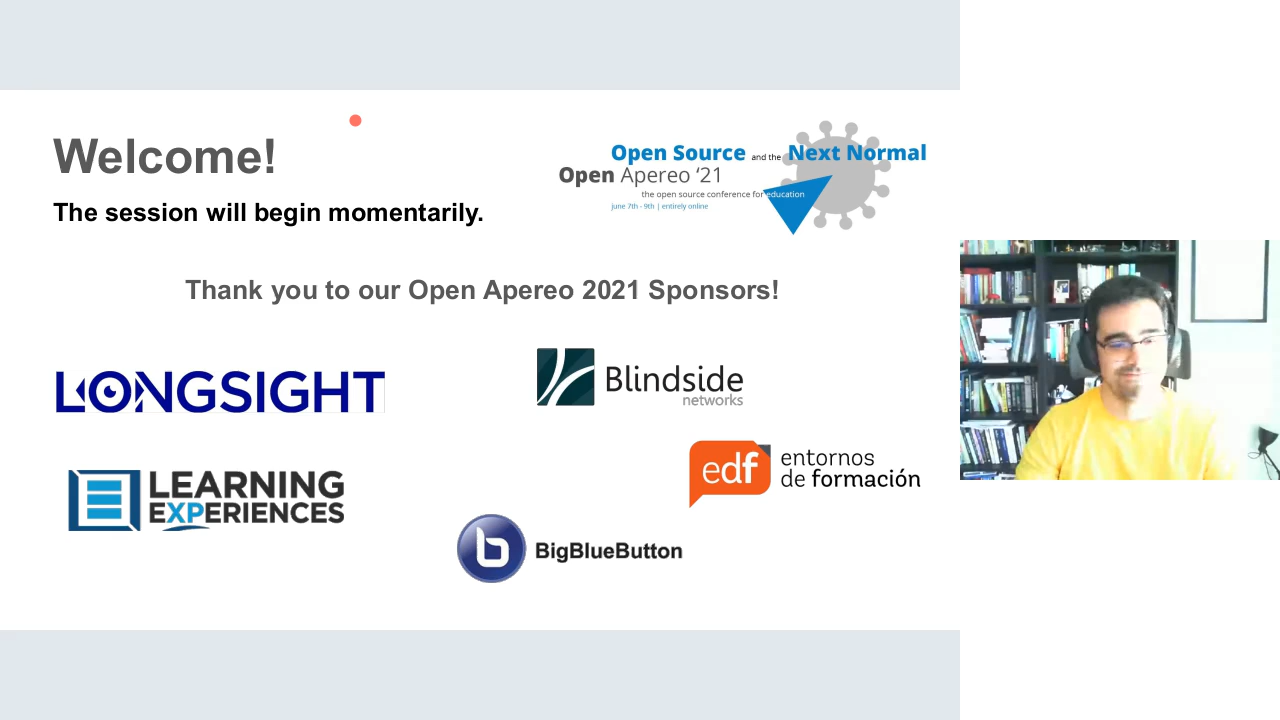 Welcome!
The session will begin momentarily.
Open Source and the Next Normal
Open Apereo ‘21
the open source conference for education
june 7th - 9th | entirely online
Thank you to our Open Apereo 2021 Sponsors!
LONGSIGHT
Blindside
networks
edf entornos
de formación
LEARNING
EXPERIENCES
b BigBlueButton